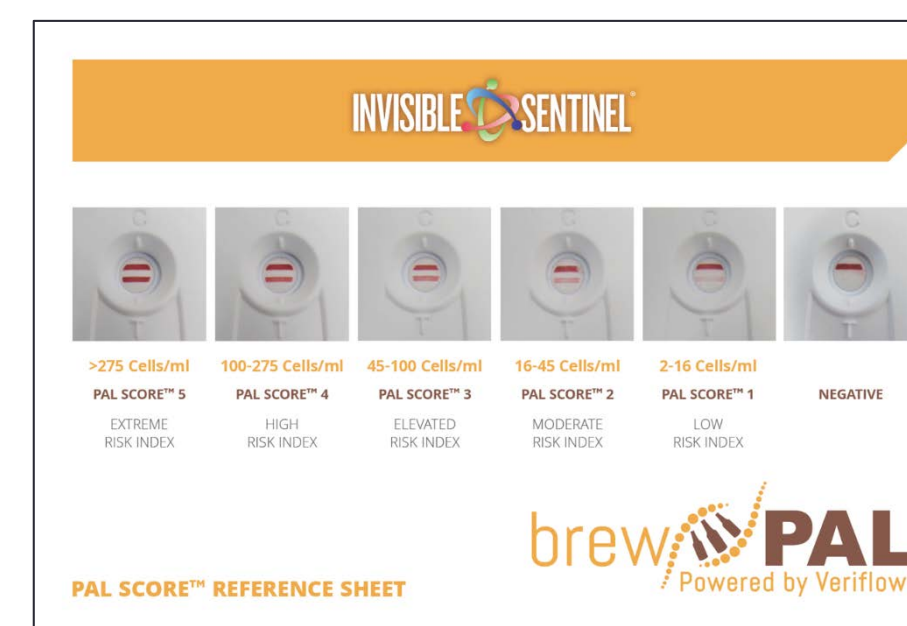 INVISIBLE SENTINEL®
C
T
C
T
C
T
C
T
C
T
C
T
>275 Cells/ml
100-275 Cells/ml
45-100 Cells/ml
16-45 Cells/ml
2-16 Cells/ml
PAL SCORE™ 5
PAL SCORE™ 4
PAL SCORE™ 3
PAL SCORE™ 2
PAL SCORE™ 1
NEGATIVE
EXTREME
RISK INDEX
HIGH
RISK INDEX
ELEVATED
RISK INDEX
MODERATE
RISK INDEX
LOW
RISK INDEX
brewPAL
Powered by Veriflow
PAL SCORE™ REFERENCE SHEET